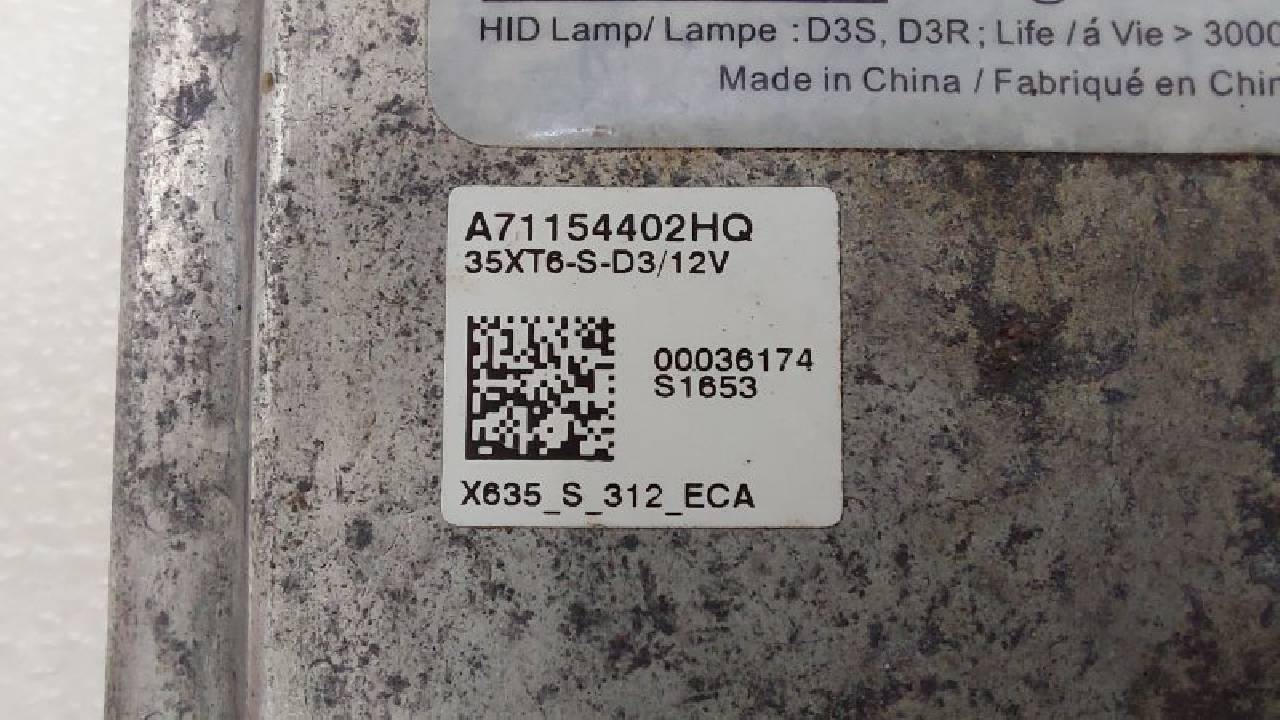 HID Lamp/ Lampe : D3S, D3R; Life /á Vie > 3000
Made in China / Fabriqué en
A71154402HQ
35XT6-S-D3/12V
00036174
S1653
X635_S_312_ECA